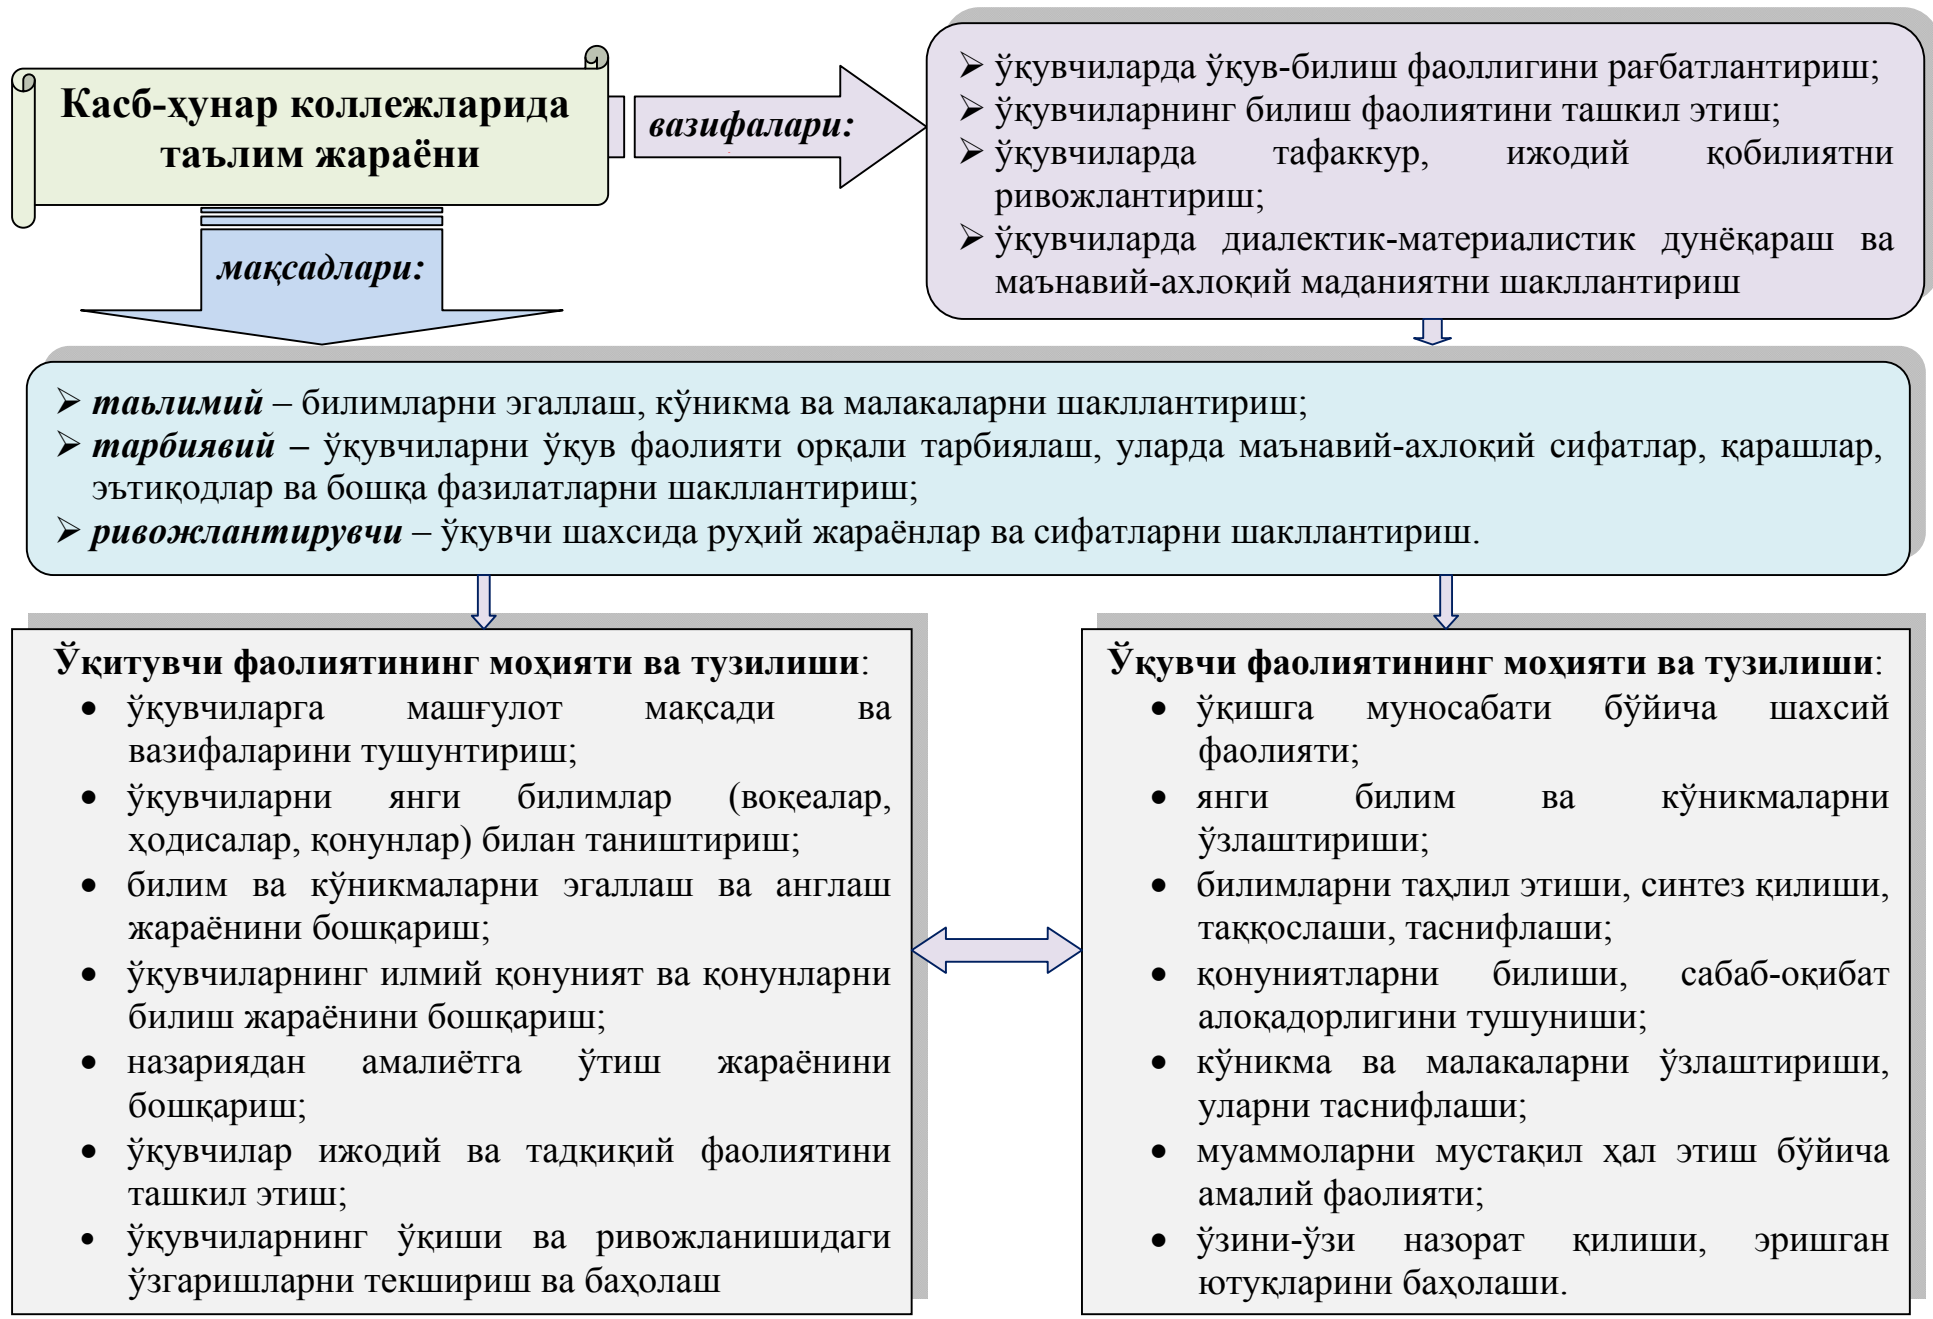 Касб-ҳунар коллежларида
таълим жараёни
вазифалари:
➢ ўқувчиларда ўқув-билиш фаоллигини рағбатлантириш;
➢ ўқувчиларнинг билиш фаолиятини ташкил этиш;
➢ ўқувчиларда тафаккур, ижодий қобилиятни
ривожлантириш;
➢ ўқувчиларда диалектик-материалистик дунёқараш ва
маънавий-ахлоқий маданиятни шакллантириш
мақсадлари:
➢ таьлимий – билимларни эгаллаш, кўникма ва малакаларни шакллантириш;
➢ тарбиявий – ўқувчиларни ўқув фаолияти орқали тарбиялаш, уларда маънавий-ахлоқий сифатлар, қарашлар,
эътиқодлар ва бошқа фазилатларни шакллантириш;
➢ ривожлантирувчи – ўқувчи шахсида руҳий жараёнлар ва сифатларни шакллантириш.
Ўқитувчи фаолиятининг моҳияти ва тузилиши:
• ўқувчиларга машғулот мақсади ва
вазифаларини тушунтириш;
• ўқувчиларни янги билимлар (воқеалар,
ҳодисалар, қонунлар) билан таништириш;
• билим ва кўникмаларни эгаллаш ва англаш
жараёнини бошқариш;
• ўқувчиларнинг илмий қонуният ва қонунларни
билиш жараёнини бошқариш;
• назариядан амалиётга ўтиш жараёнини
бошқариш;
• ўқувчилар ижодий ва тадқиқий фаолиятини
ташкил этиш;
• ўқувчиларнинг ўқиши ва ривожланишидаги
ўзгаришларни текшириш ва баҳолаш
Ўқувчи фаолиятининг моҳияти ва тузилиши:
• ўқишга муносабати бўйича шахсий
фаолияти;
• янги билим ва кўникмаларни
ўзлаштириши;
• билимларни таҳлил этиши, синтез қилиши,
таққослаши, таснифлаши;
• қонуниятларни билиши, сабаб-оқибат
алоқадорлигини тушуниши;
• кўникма ва малакаларни ўзлаштириши,
уларни таснифлаши;
• муаммоларни мустақил ҳал этиш бўйича
амалий фаолияти;
• ўзини-ўзи назорат қилиши, эришган
ютуқларини баҳолаши.